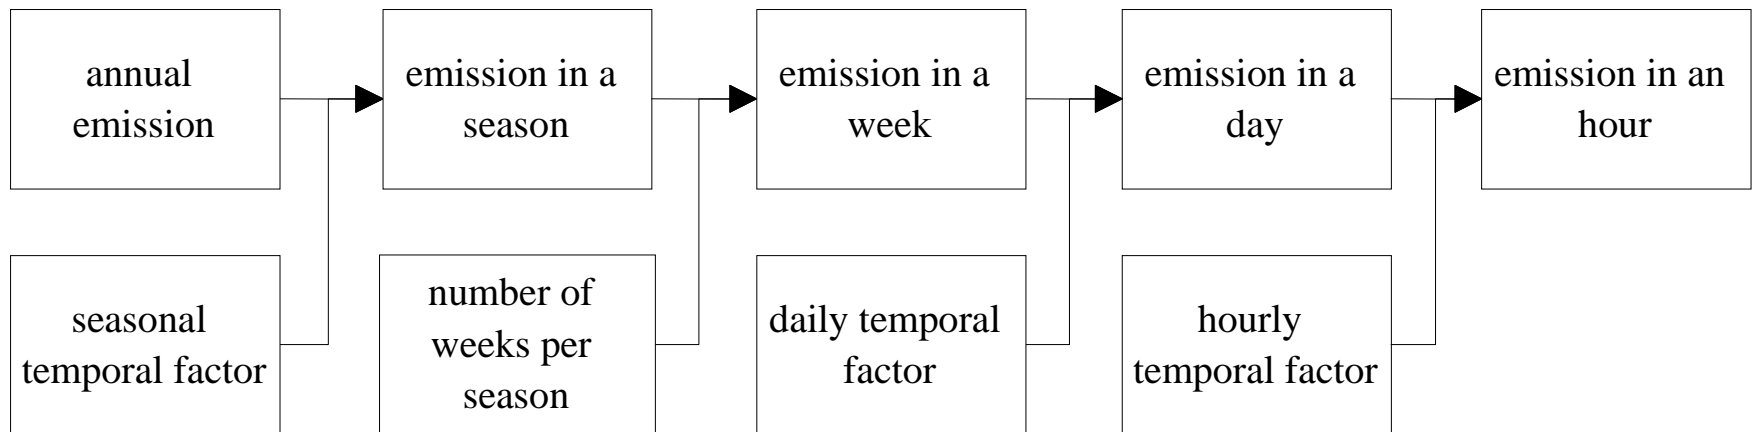 annual
emission
emission in a
season
emission in a
week
emission in a
day
emission in an
hour
seasonal
temporal factor
number of
weeks per
season
daily temporal
factor
hourly
temporal factor